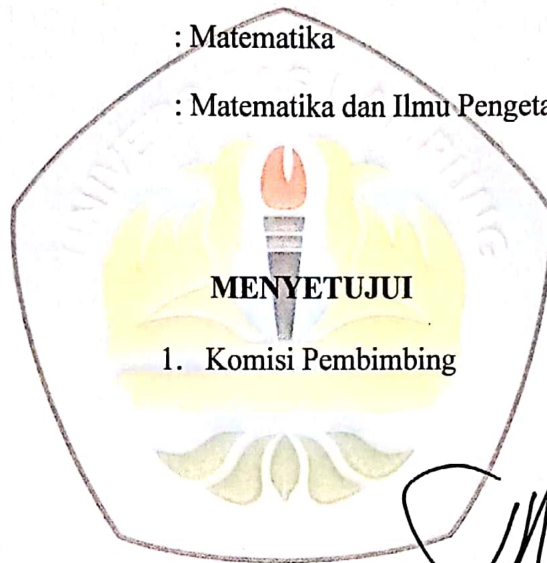 : Matematika
: Matematika dan Ilmu Pengeta
MENYETUJUI
1. Komisi Pembimbing